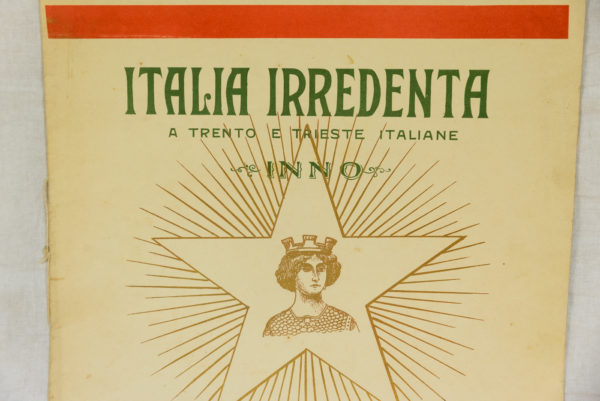 ITALIA IRREDENTA
A TRENTO E TRIESTE ITALIANE
INNO